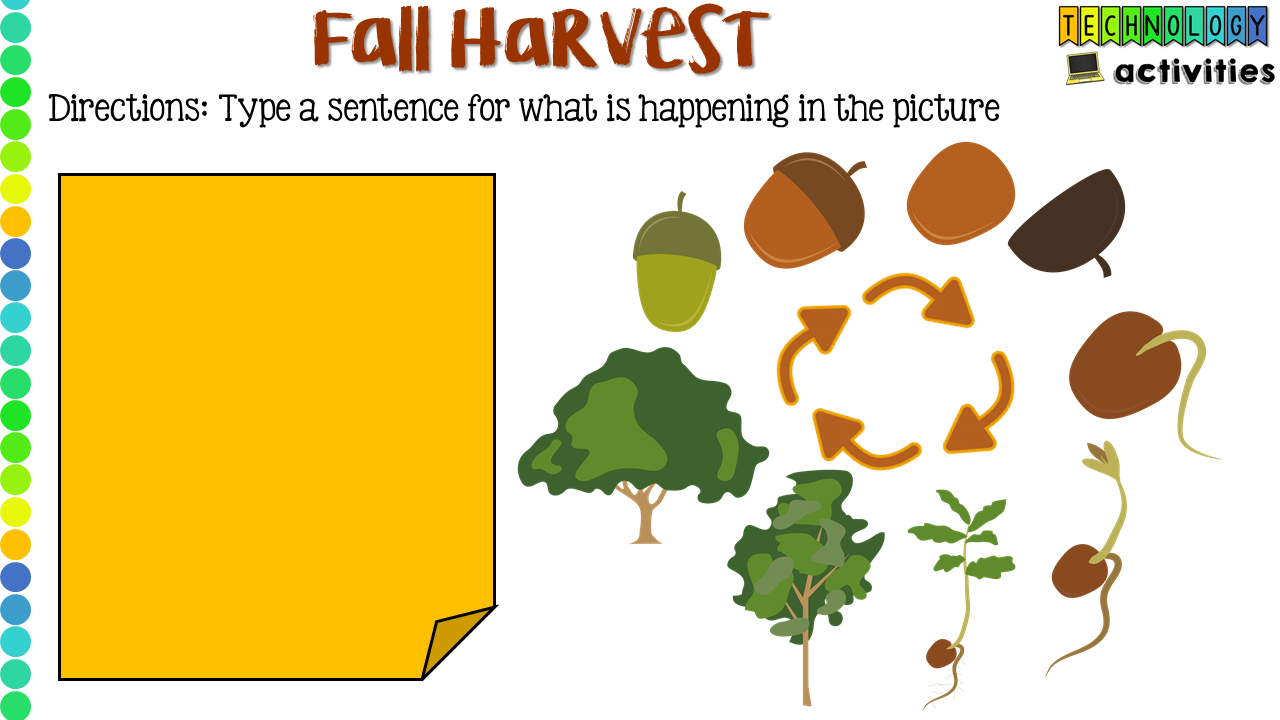 Fall Harvest
TECHNOLOGY
activities
Directions: Type a sentence for what is happening in the picture